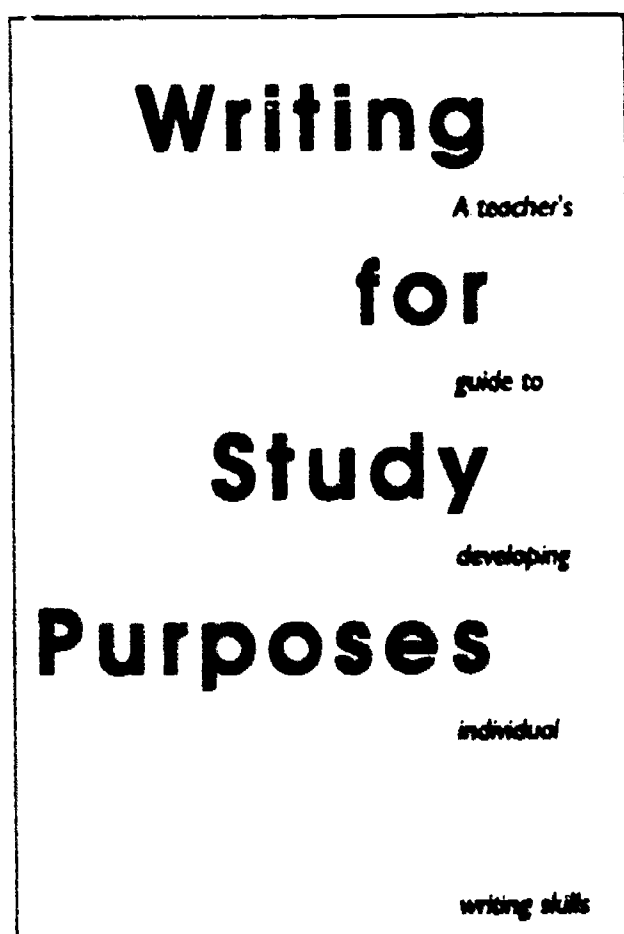 Writing
A teacher's
for
guide to
Study
developing
Purposes
individual
writing skills